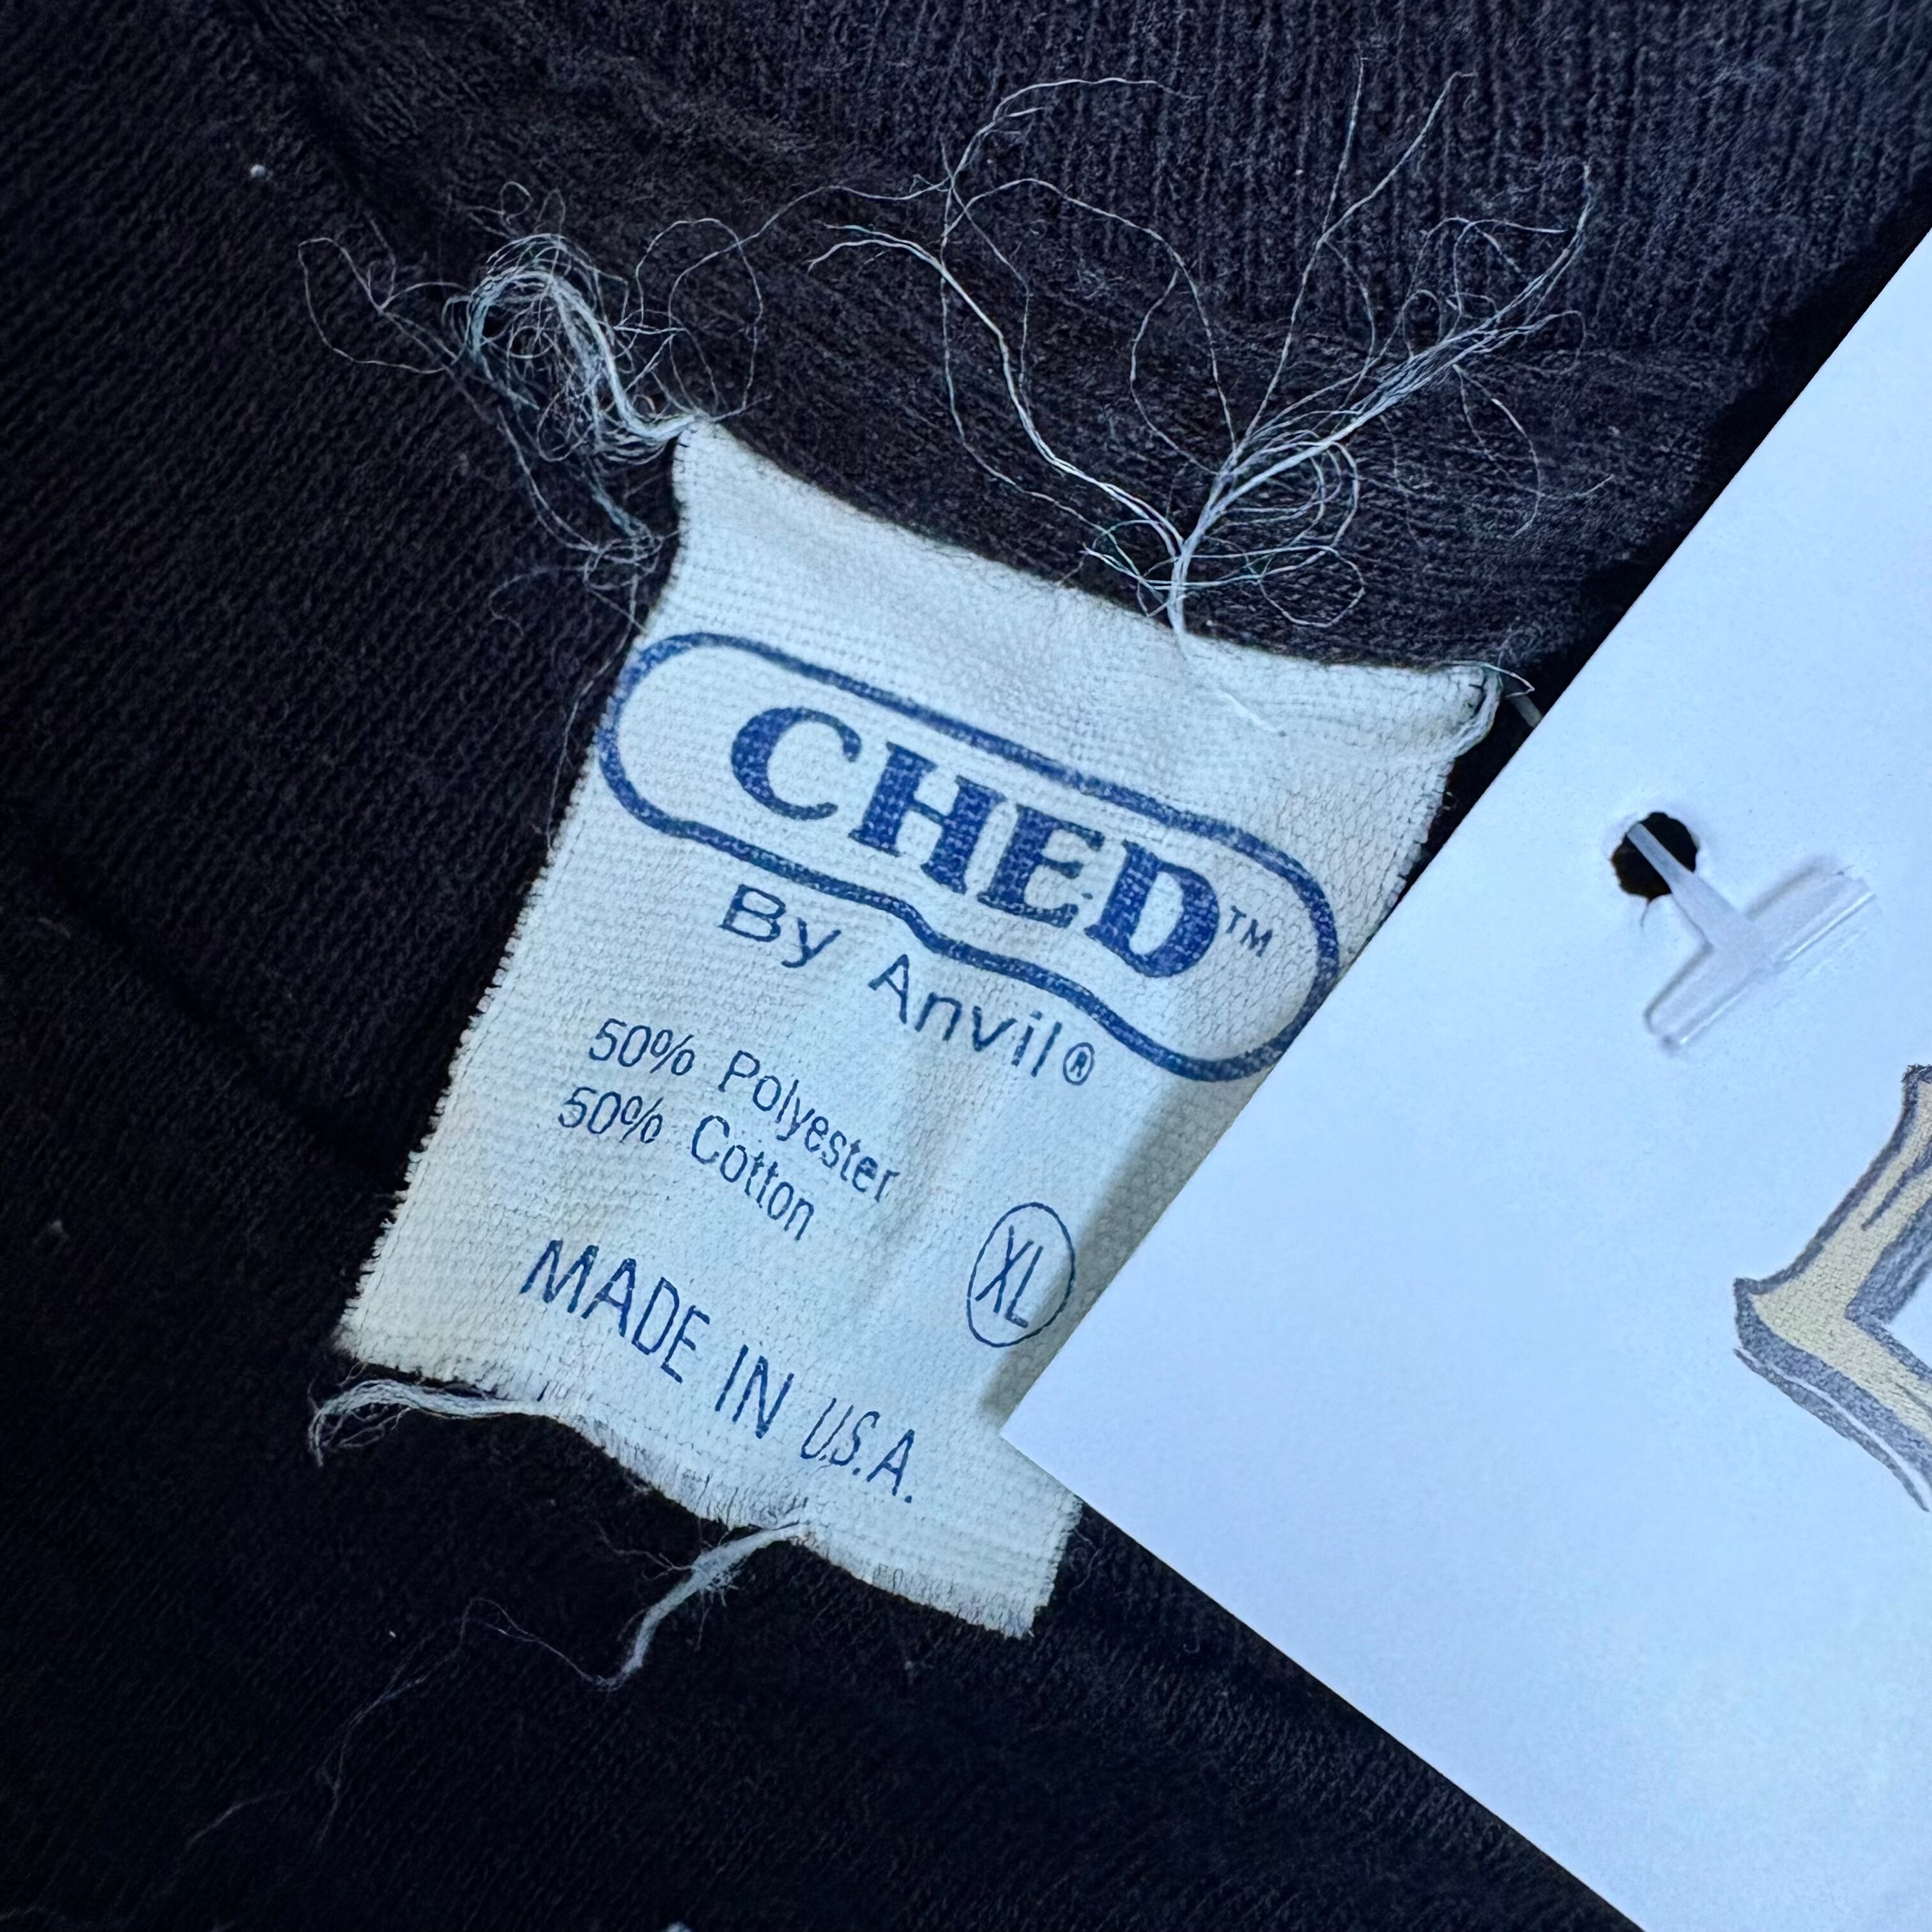 CHED™
By Anvil®
50% Polyester
50% Cotton
XL
MADE IN U.S.A.